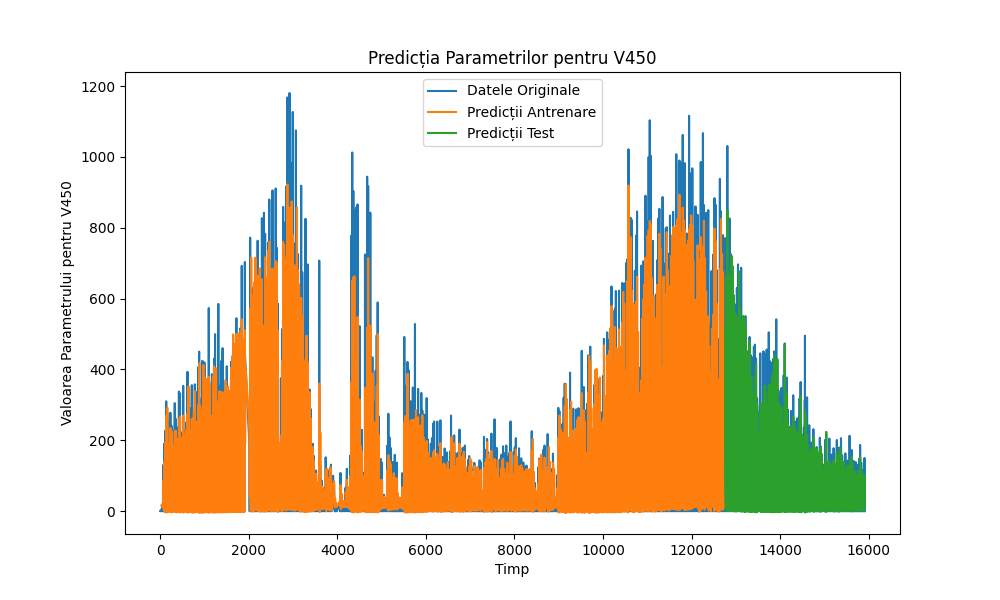 Predicția Parametrilor pentru V450
Datele Originale
Predicții Antrenare
Predicții Test
Valoarea Parametrului pentru V450
1200
1000
800
600
400
200
0
0 2000 4000 6000 8000 10000 12000 14000 16000
Timp